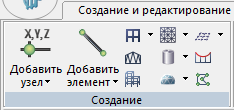 Создание и редактирование
X,Y,Z
Добавить узел
Добавить элемент
Создание